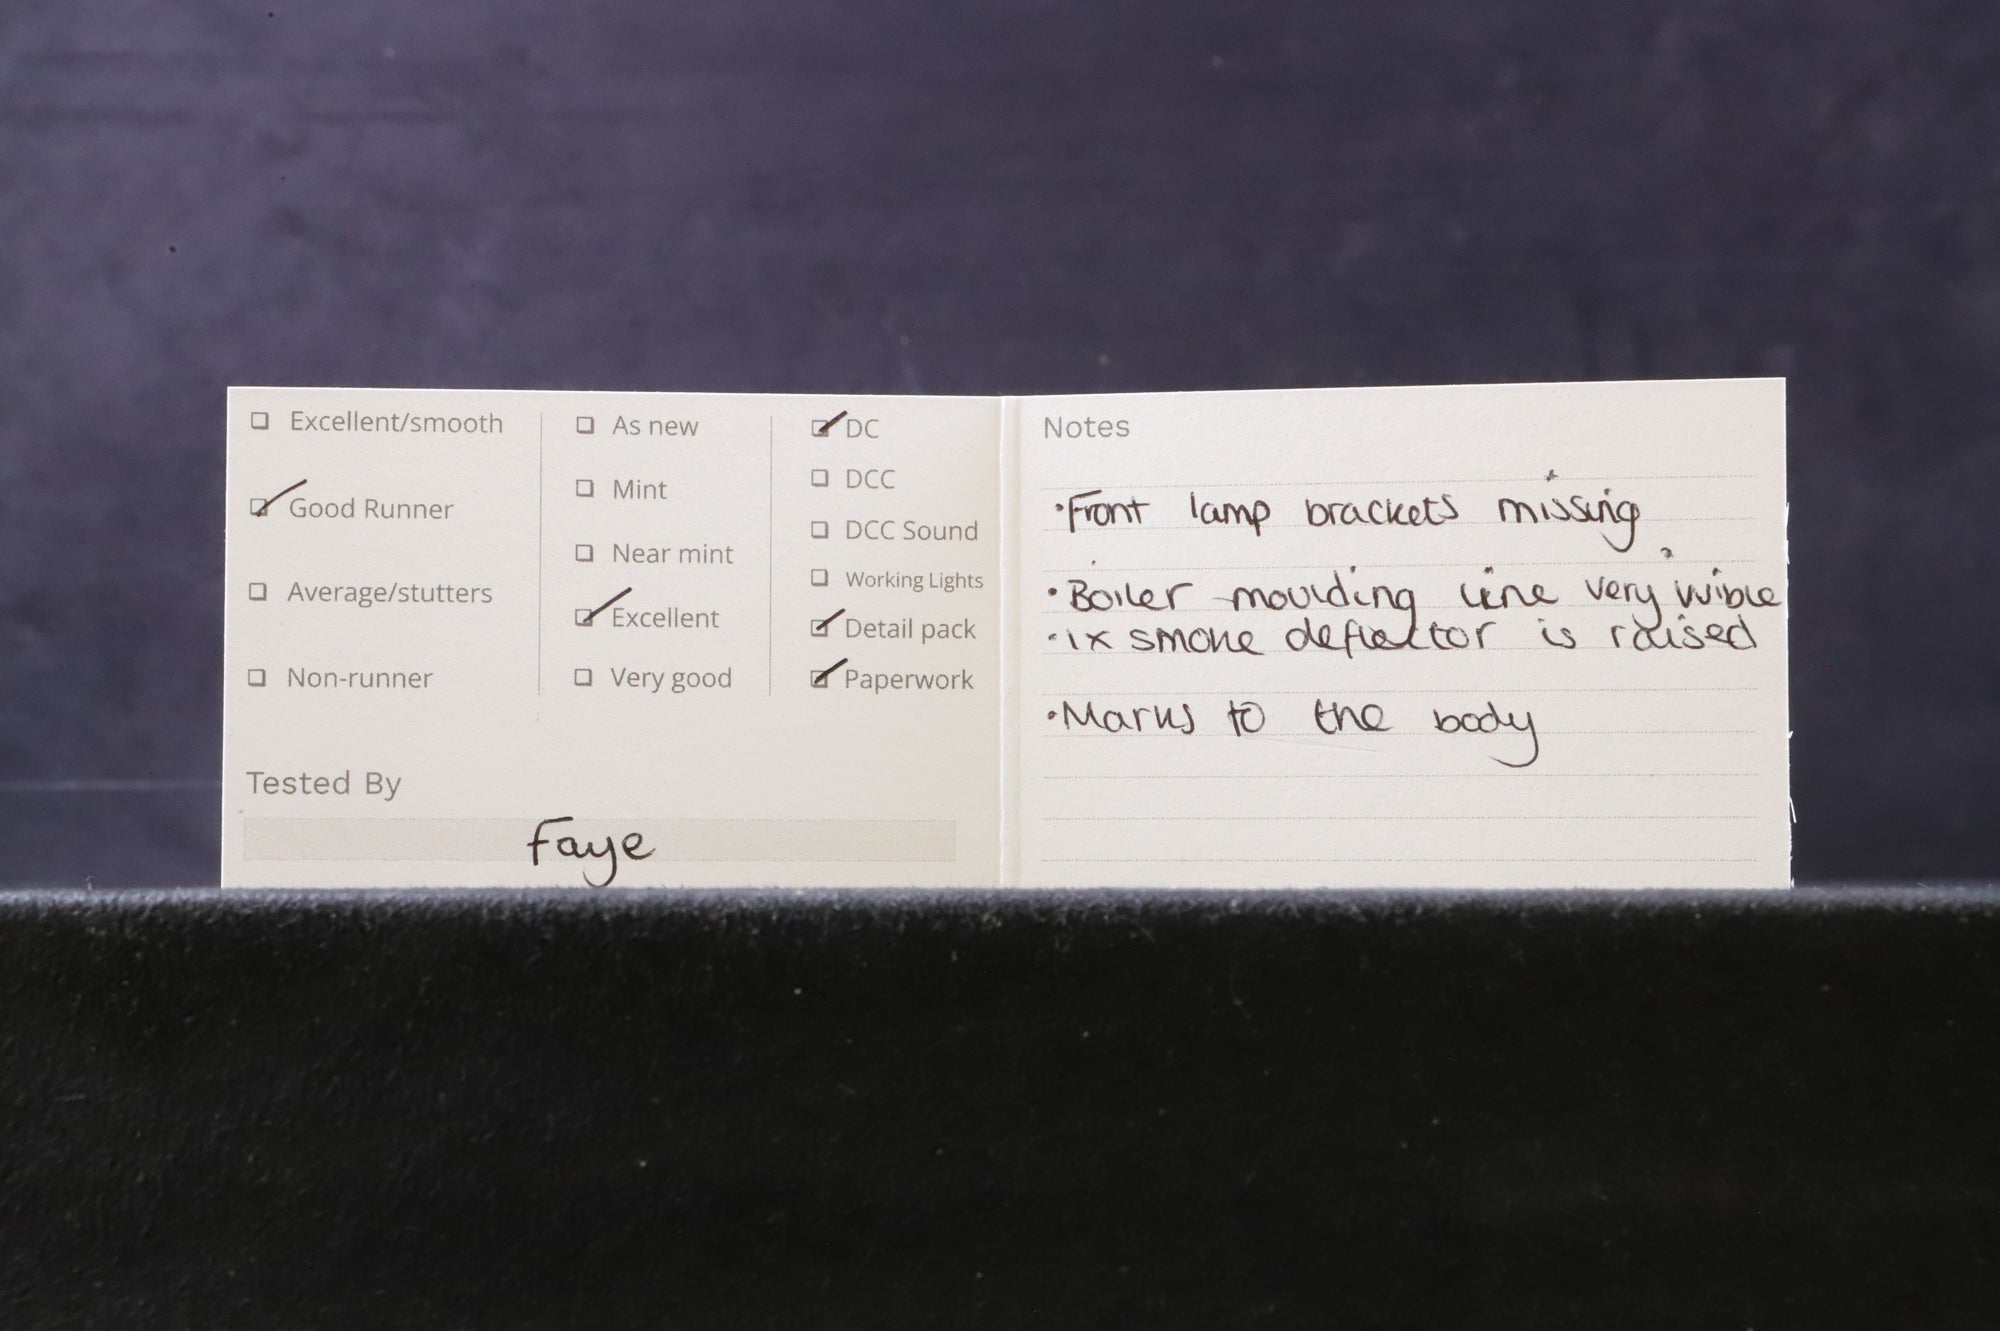 ☐ Excellent/smooth
☑ Good Runner
☐ Average/stutters
☐ Non-runner
☐ As new
☐ Mint
☐ Near mint
☑ Excellent
☐ Very good
☑ DC
☐ DCC
☐ DCC Sound
☐ Working Lights
☑ Detail pack
☑ Paperwork
Tested By
Faye
Notes
•Front lamp brackets missing
•Boiler moulding line very visible
•1x smoke deflector is raised
•Marks to the body